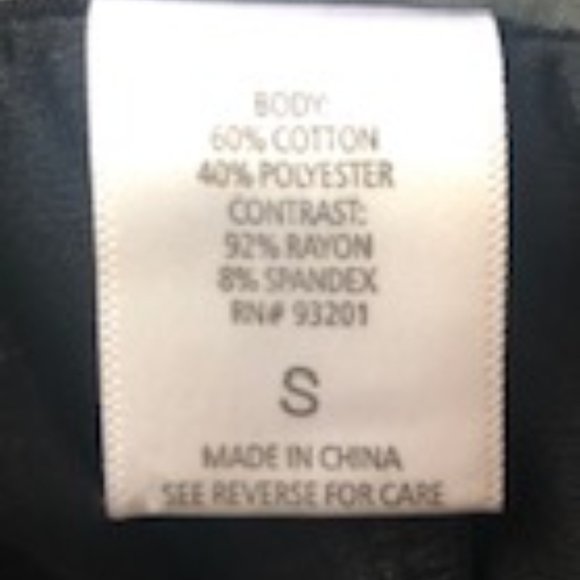 BODY:
60% COTTON
40% POLYESTER
CONTRAST:
92% RAYON
8% SPANDEX
RN# 93201
S
MADE IN CHINA
SEE REVERSE FOR CARE